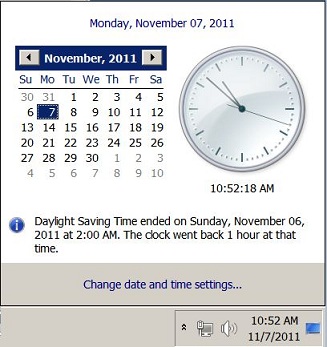 Monday, November 07, 2011
November, 2011
Su Mo Tu We Th Fr Sa
30 31 1 2 3 4 5
6 7 8 9 10 11 12
13 14 15 16 17 18 19
20 21 22 23 24 25 26
27 28 29 30 1 2 3
4 5 6 7 8 9 10
10:52:18 AM
Daylight Saving Time ended on Sunday, November 06,
2011 at 2:00 AM. The clock went back 1 hour at that
time.
Change date and time settings...
10:52 AM
11/7/2011